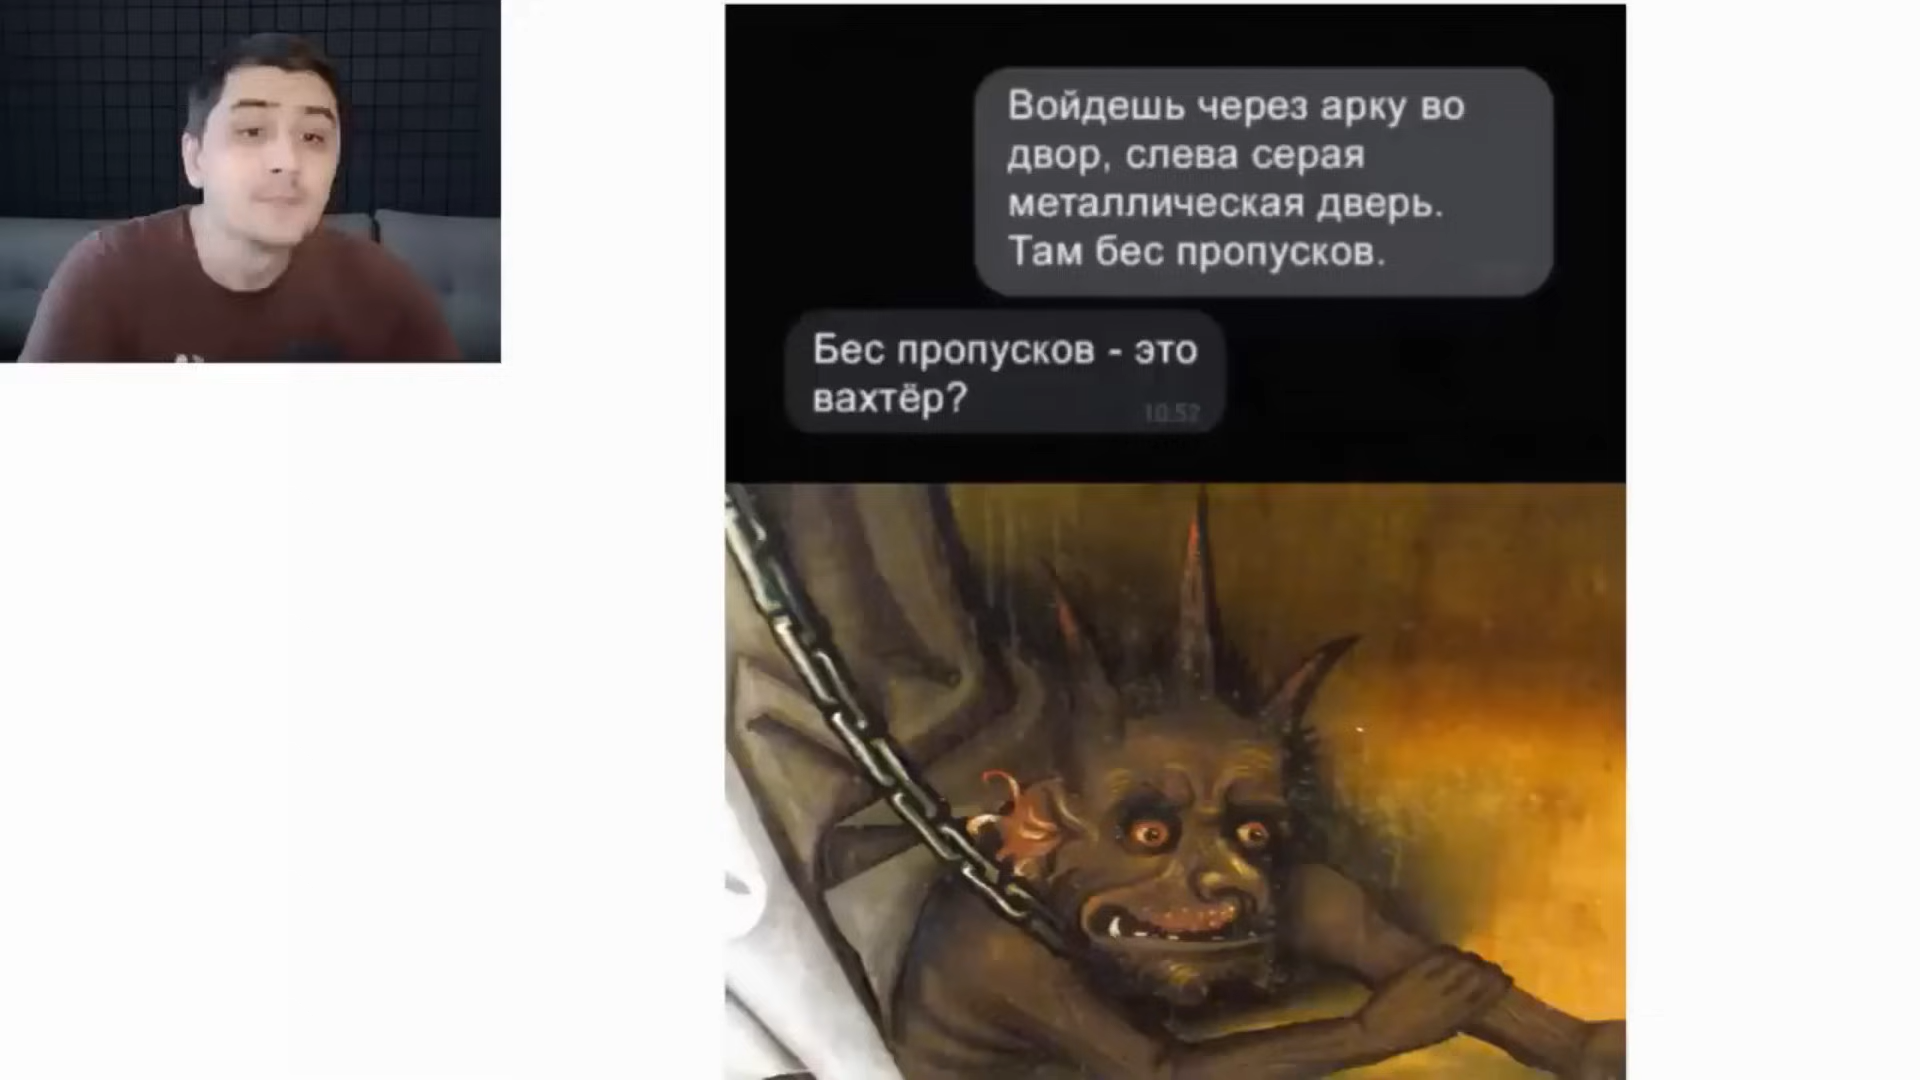 Войдешь через арку во
двор, слева серая
металлическая дверь.
Там бес пропусков.
Бес пропусков - это
вахтёр?
10:52